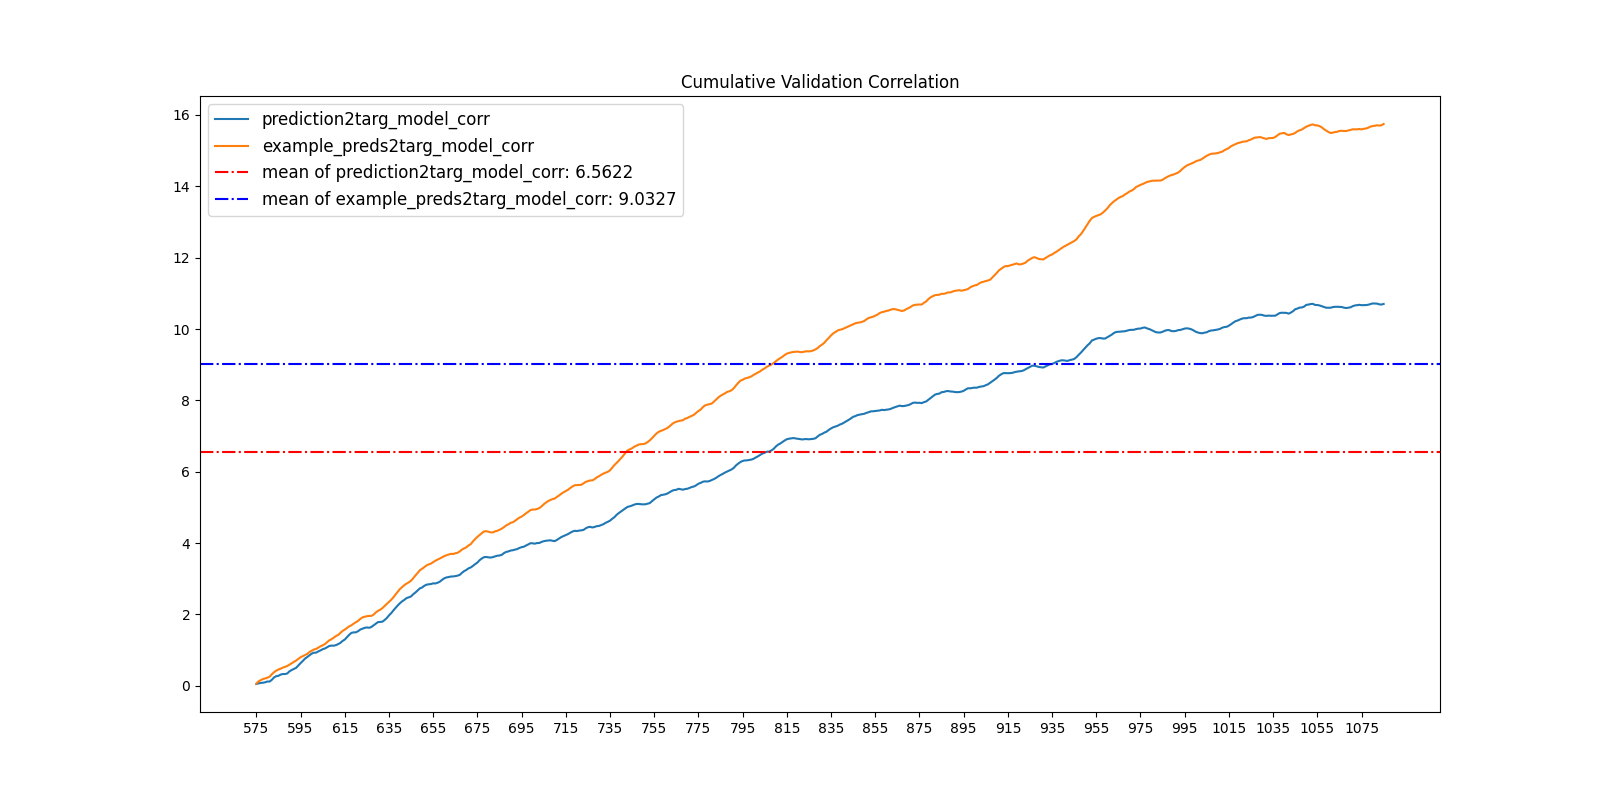 Cumulative Validation Correlation
prediction2targ_model_corr
example_preds2targ_model_corr
mean of prediction2targ_model_corr: 6.5622
mean of example_preds2targ_model_corr: 9.0327
16
14
12
10
8
6
4
2
0
575 595 615 635 655 675 695 715 735 755 775 795 815 835 855 875 895 915 935 955 975 995 1015 1035 1055 1075